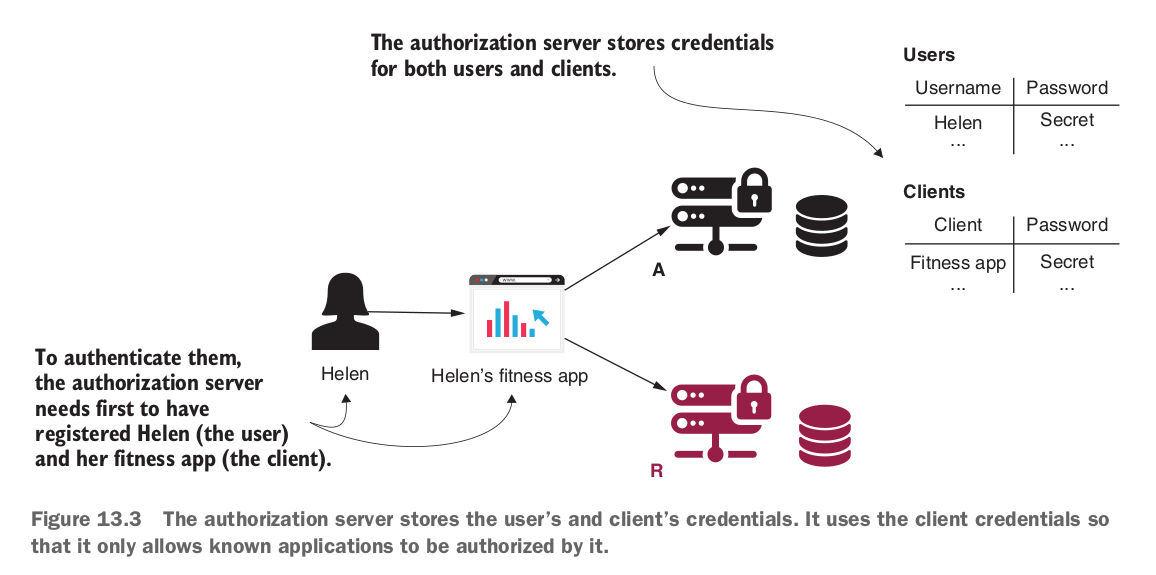 The authorization server stores credentials
for both users and clients.
Users
Username Password
Helen Secret
... ...
Clients
Client Password
Fitness app Secret
... ...
A
www.
Helen
Helen's fitness app
To authenticate them,
the authorization server
needs first to have
registered Helen (the user)
and her fitness app (the client).
R
Figure 13.3 The authorization server stores the user's and client's credentials. It uses the client credentials so
that it only allows known applications to be authorized by it.